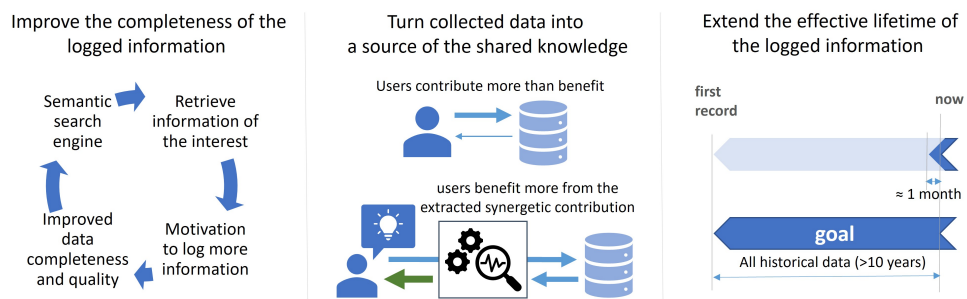 Improve the completeness of the
logged information
Semantic
search
engine
Retrieve
information of
the interest
Motivation
to log more
information
Improved
data
completeness
and quality
Turn collected data into
a source of the shared knowledge
Users contribute more than benefit
users benefit more from the
extracted synergetic contribution
Extend the effective lifetime of
the logged information
first
record
now
≈ 1 month
goal
All historical data (>10 years)